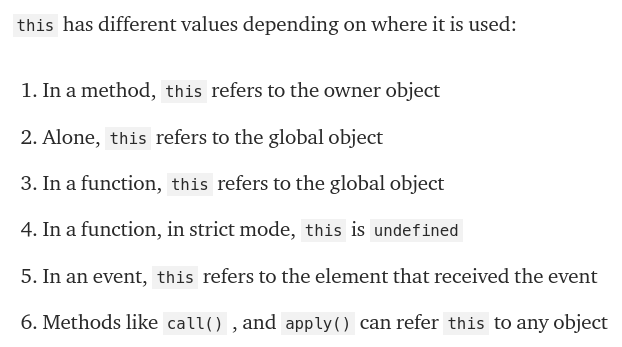 this has different values depending on where it is used:
1. In a method, this refers to the owner object
2. Alone, this refers to the global object
3. In a function, this refers to the global object
4. In a function, in strict mode, this is undefined
5. In an event, this refers to the element that received the event
6. Methods like call() , and apply() can refer this to any object